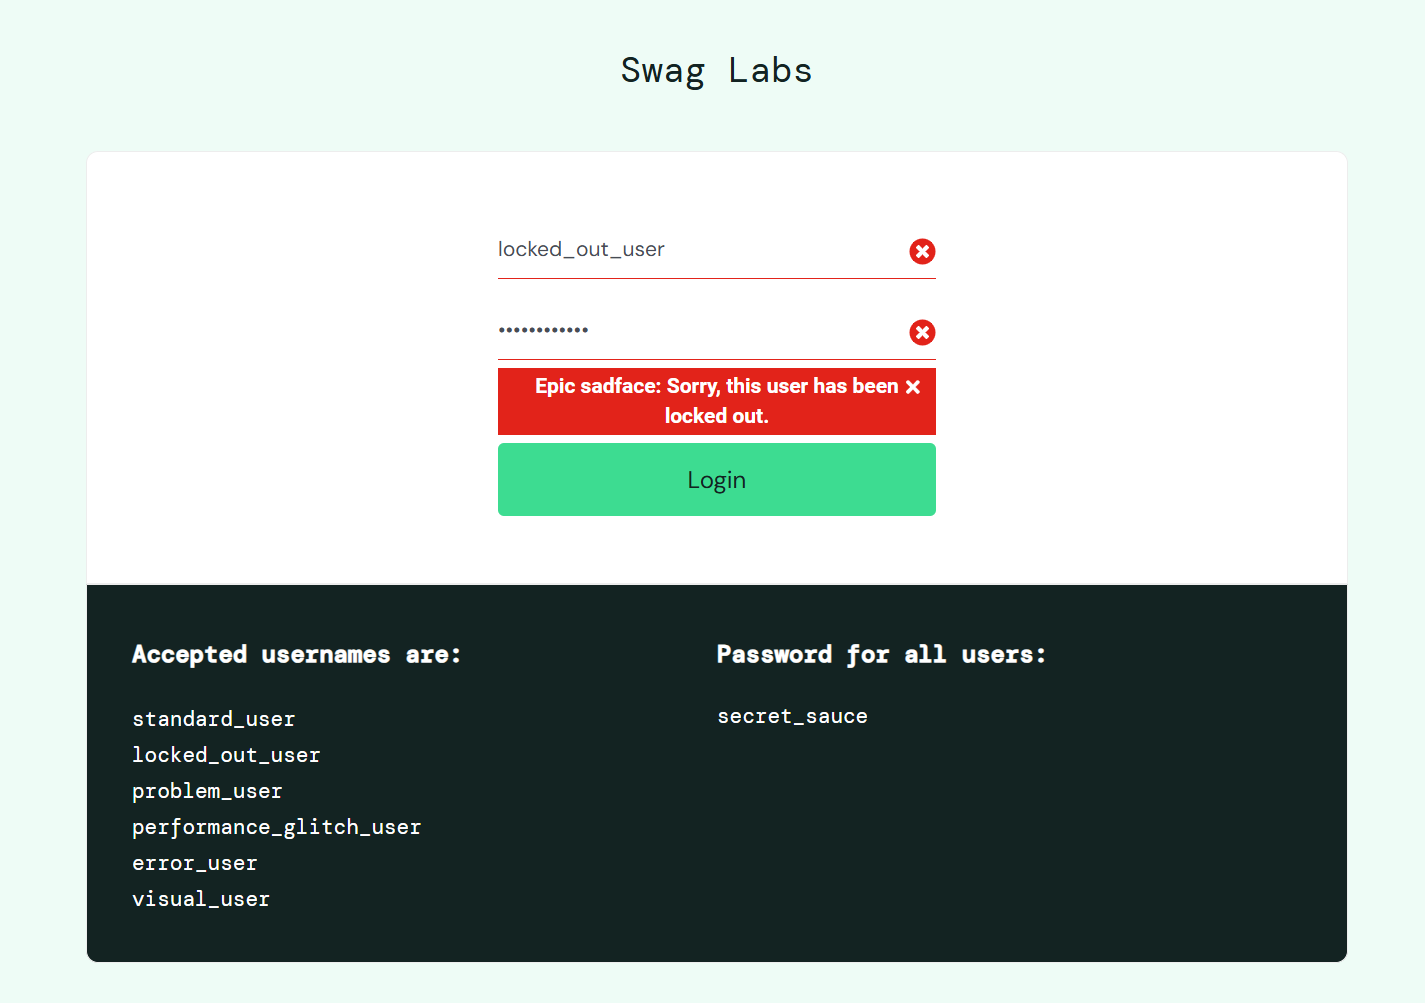 Swag Labs
locked_out_user
••••••••••••
Epic sadface: Sorry, this user has been
locked out.
Login
Accepted usernames are:
standard_user
locked_out_user
problem_user
performance_glitch_user
error_user
visual_user
Password for all users:
secret_sauce